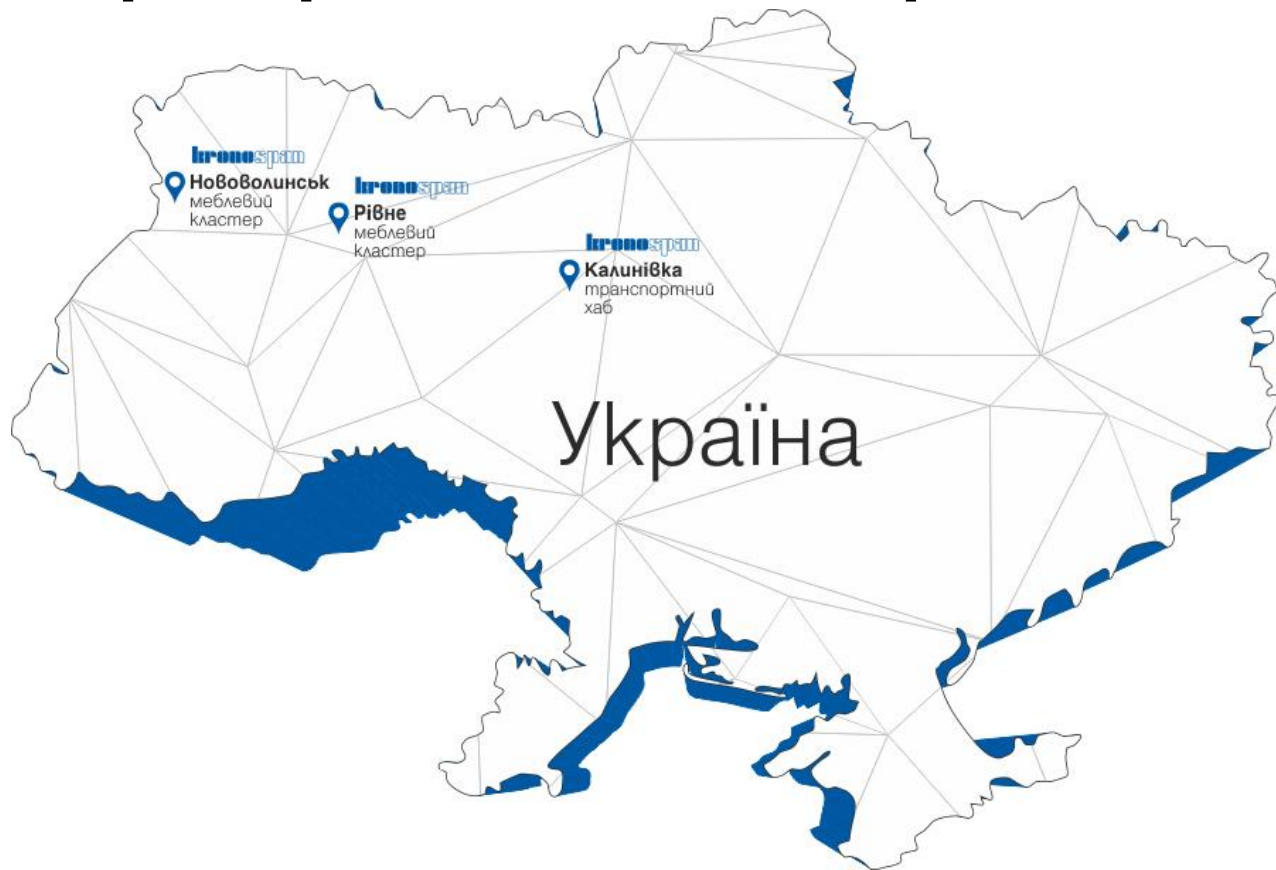 kronospan
Нововолинськ
меблевий
кластер
kronospan
Рівне
меблевий
кластер
kronospan
Калинівка
транспортний
хаб
Україна